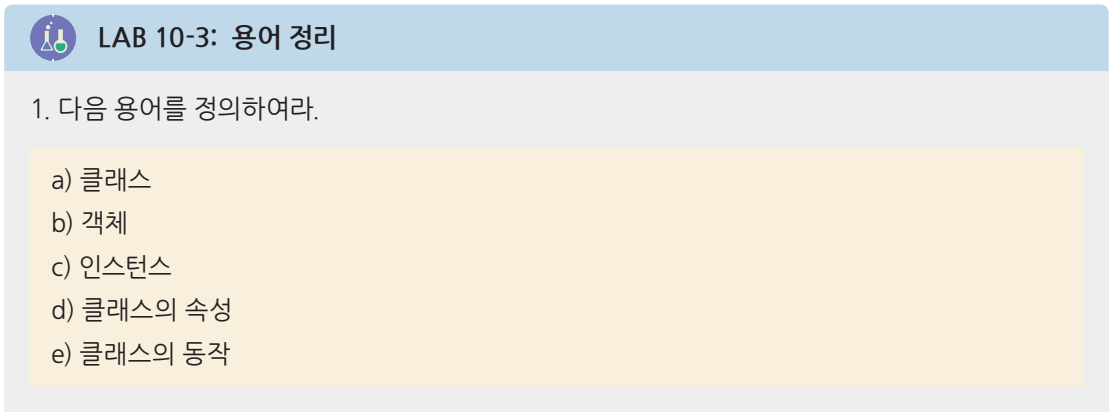 LAB 10-3: 용어 정리
1. 다음 용어를 정의하여라.
a) 클래스
b) 객체
c) 인스턴스
d) 클래스의 속성
e) 클래스의 동작